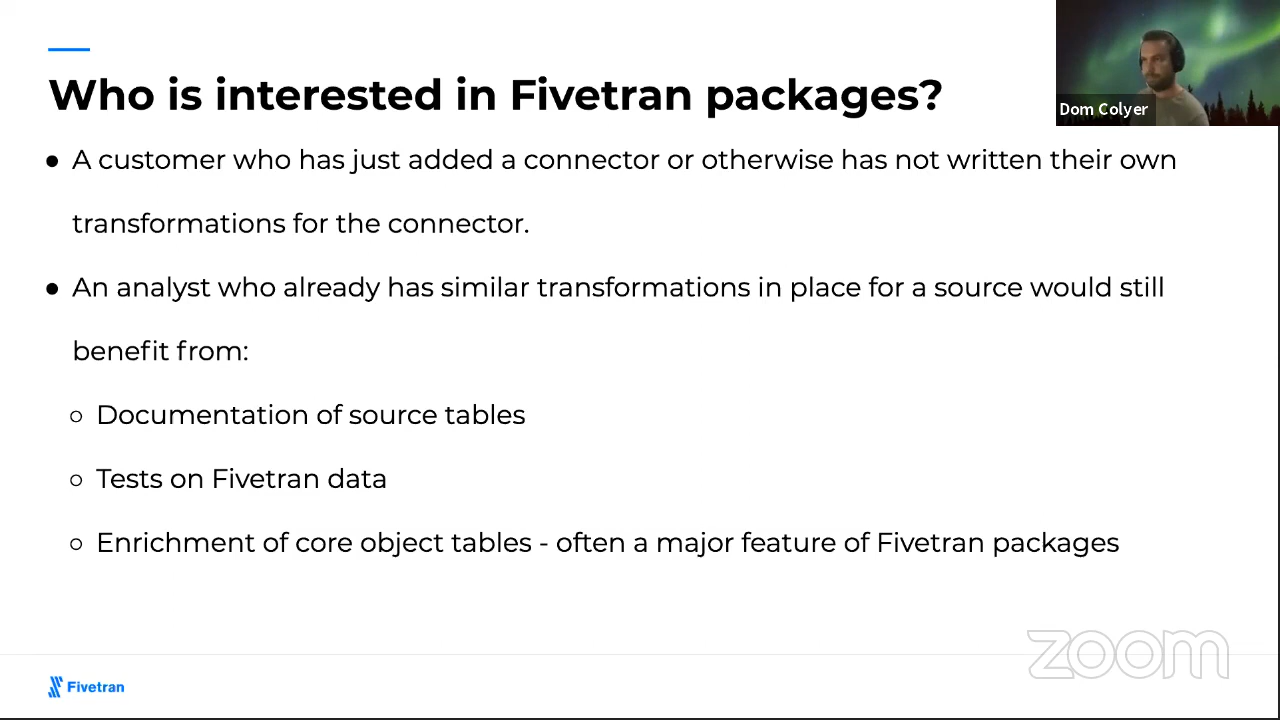 Who is interested in Fivetran packages?
Dom Colyer
● A customer who has just added a connector or otherwise has not written their own
transformations for the connector.
● An analyst who already has similar transformations in place for a source would still
benefit from:
○ Documentation of source tables
○ Tests on Fivetran data
○ Enrichment of core object tables - often a major feature of Fivetran packages
zoom
Fivetran